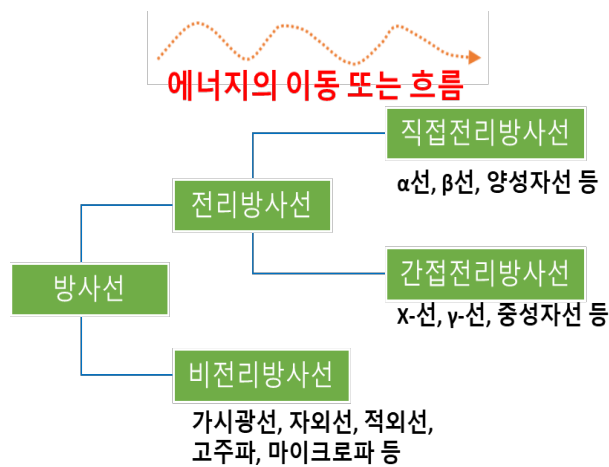 에너지의 이동 또는 흐름
직접전리방사선
α선, β선, 양성자선 등
전리방사선
방사선
간접전리방사선
X-선, γ-선, 중성자선 등
비전리방사선
가시광선, 자외선, 적외선,
고주파, 마이크로파 등